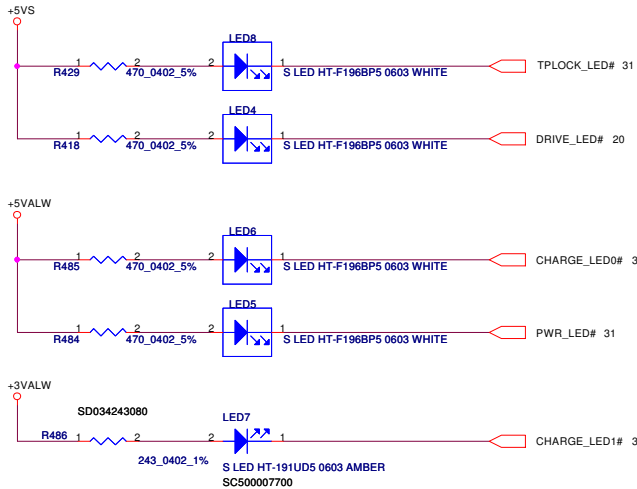 +5VS
LED8
1 2 2 1 TPLOCK_LED# 31
R429 470_0402_5% S LED HT-F196BP5 0603 WHITE
LED4
1 2 2 1 DRIVE_LED# 20
R418 470_0402_5% S LED HT-F196BP5 0603 WHITE
+5VALW
LED6
1 2 2 1 CHARGE_LED0# 3
R485 470_0402_5% S LED HT-F196BP5 0603 WHITE
LED5
1 2 2 1 PWR_LED# 31
R484 470_0402_5% S LED HT-F196BP5 0603 WHITE
+3VALW
SD034243080 LED7
R486 1 2 2 1 CHARGE_LED1# 3
243_0402_1% S LED HT-191UD5 0603 AMBER
SC500007700